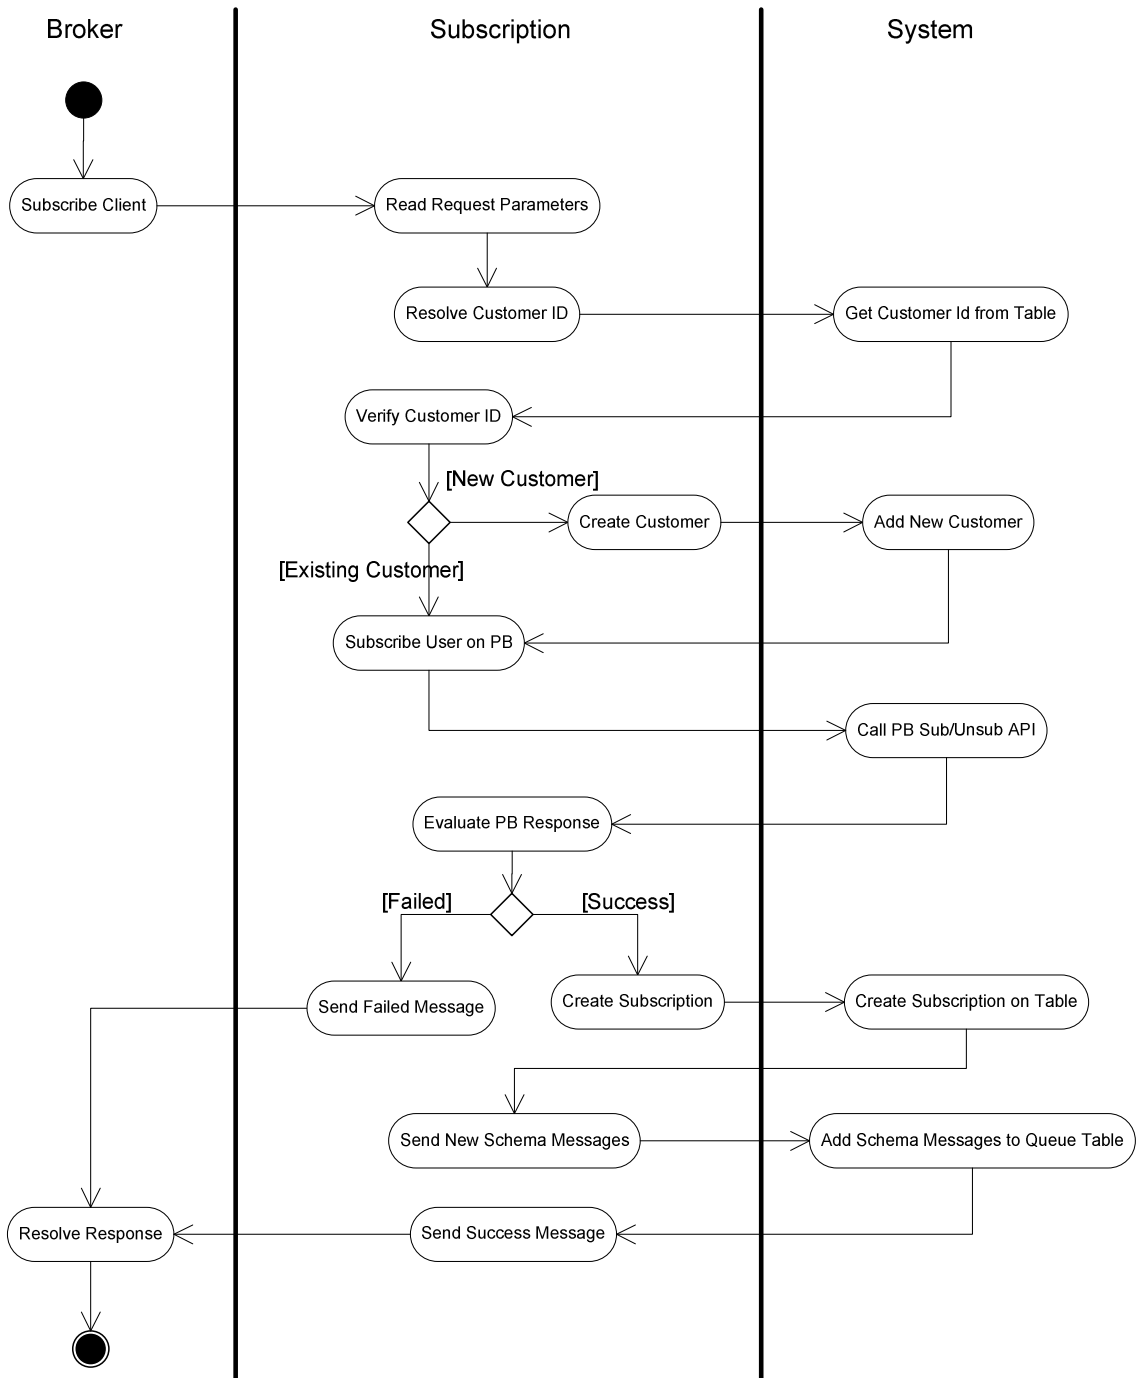 Broker
Subscription
System
Subscribe Client
Read Request Parameters
Resolve Customer ID
Get Customer Id from Table
Verify Customer ID
[New Customer]
Create Customer
Add New Customer
[Existing Customer]
Subscribe User on PB
Call PB Sub/Unsub API
Evaluate PB Response
[Failed]
[Success]
Send Failed Message
Create Subscription
Create Subscription on Table
Send New Schema Messages
Add Schema Messages to Queue Table
Resolve Response
Send Success Message